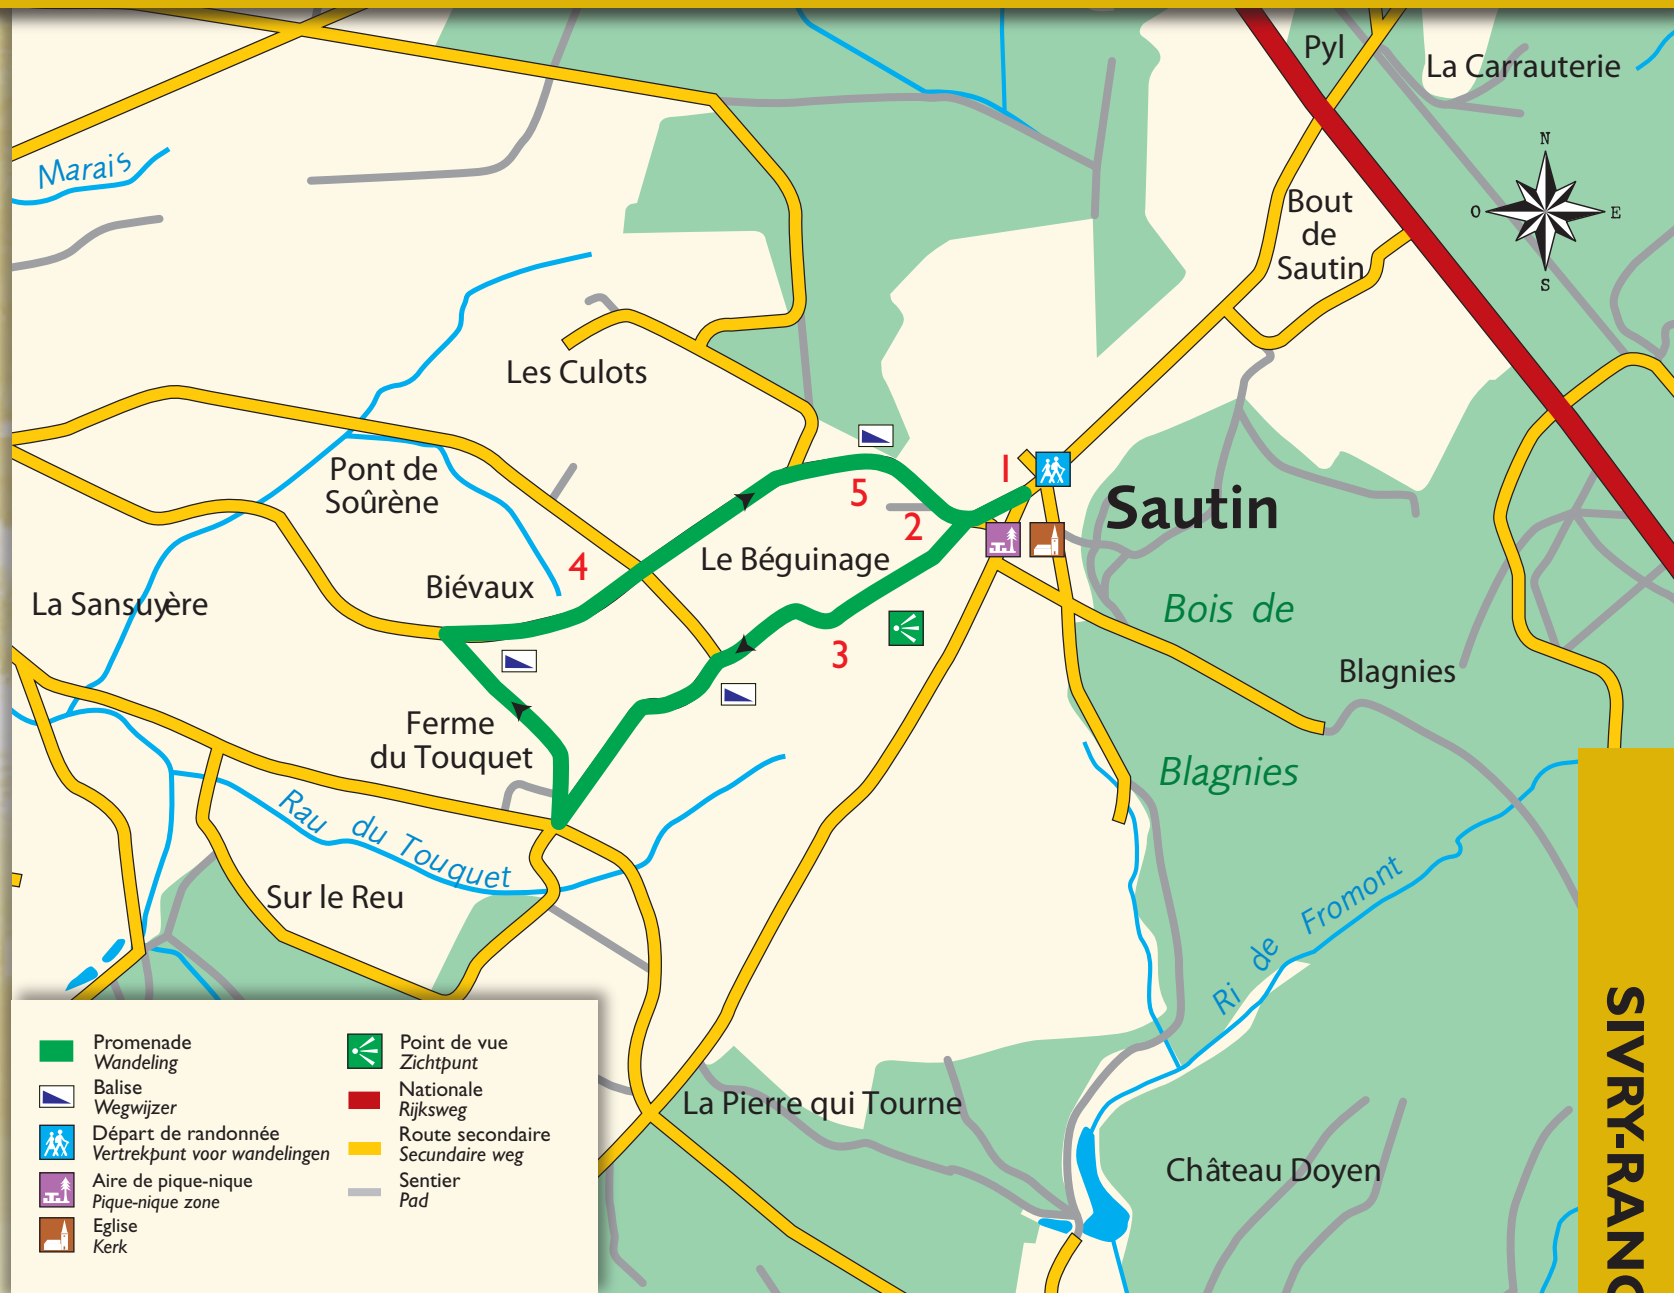 Pyl
La Carrauterie
Marais
N
O
E
S
Bout
de
Sautin
Les Culots
Pont de
Soûrène
1
Sautin
5
2
Le Béguinage
4
Biévaux
La Sansuyère
3
Bois de
Blagnies
Blagnies
Ferme
du Touquet
Rau du Touquet
Sur le Reu
Ri de Fromont
La Pierre qui Tourne
Château Doyen
Promenade
Wandeling
Balise
Wegwijzer
Départ de randonnée
Vertrekpunt voor wandelingen
Aire de pique-nique
Pique-nique zone
Eglise
Kerk
Point de vue
Zichtpunt
Nationale
Rijksweg
Route secondaire
Secundaire weg
Sentier
Pad
SIVRY-RANC